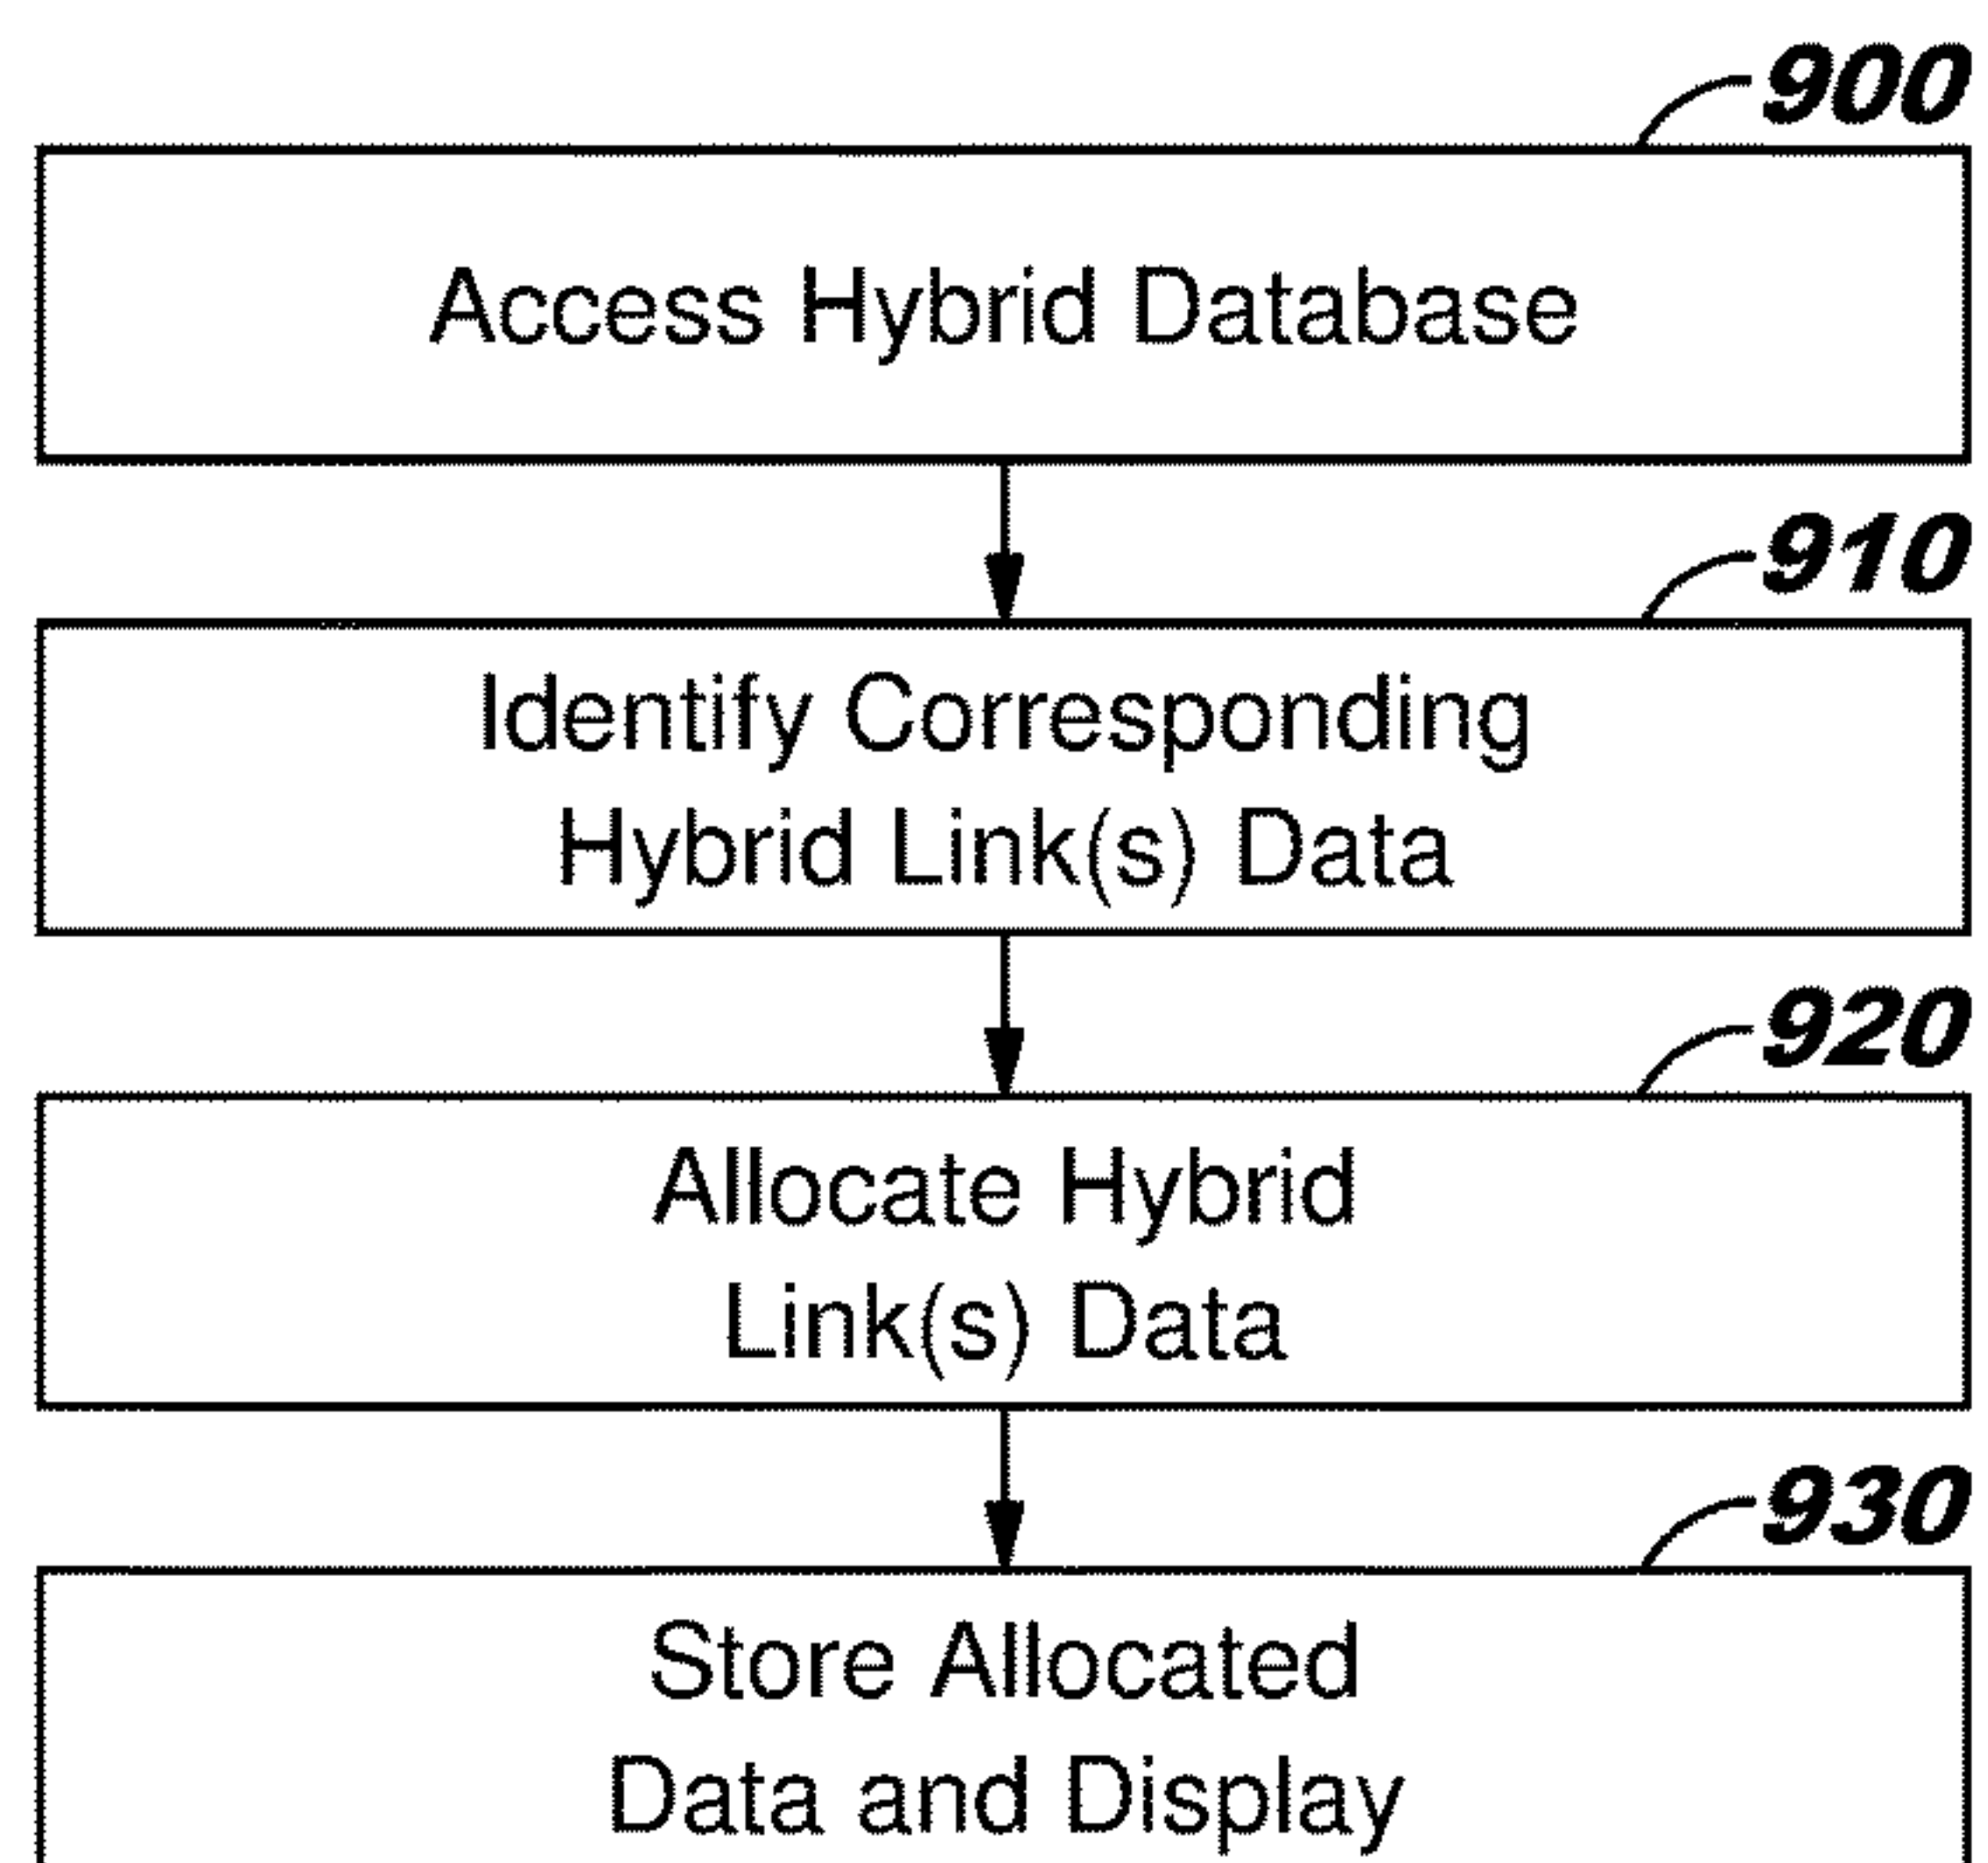 900
Access Hybrid Database
910
Identify Corresponding
Hybrid Link(s) Data
920
Allocate Hybrid
Link(s) Data
930
Store Allocated
Data and Display